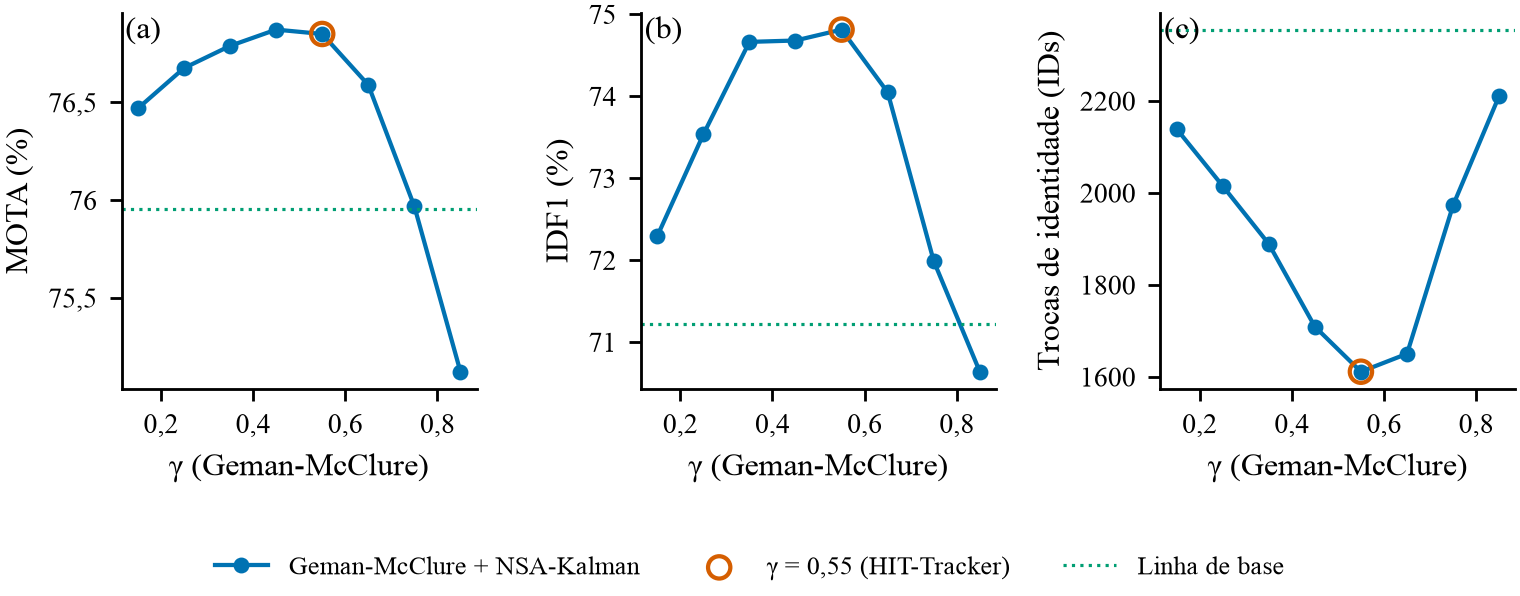 (a)
MOTA (%)
76,5
76
75,5
0,2 0,4 0,6 0,8
γ (Geman-McClure)
(b)
IDF1 (%)
75
74
73
72
71
0,2 0,4 0,6 0,8
γ (Geman-McClure)
(c)
Trocas de identidade (IDs)
2200
2000
1800
1600
0,2 0,4 0,6 0,8
γ (Geman-McClure)
Geman-McClure + NSA-Kalman γ = 0,55 (HIT-Tracker) Linha de base